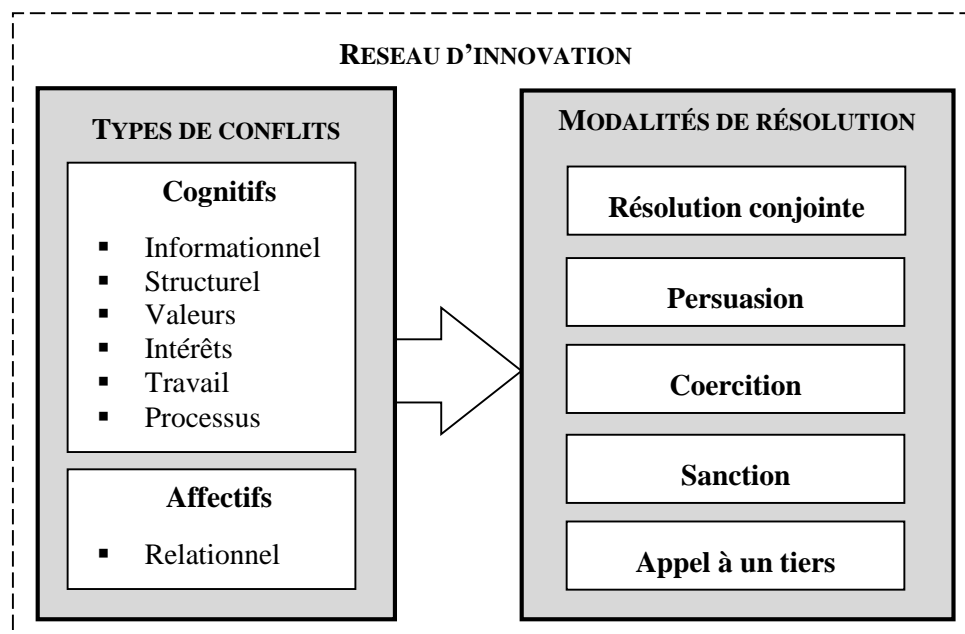 RESEAU D'INNOVATION
TYPES DE CONFLITS
Cognitifs
▪ Informationnel
▪ Structurel
▪ Valeurs
▪ Intérêts
▪ Travail
▪ Processus
Affectifs
▪ Relationnel
MODALITÉS DE RÉSOLUTION
Résolution conjointe
Persuasion
Coercition
Sanction
Appel à un tiers